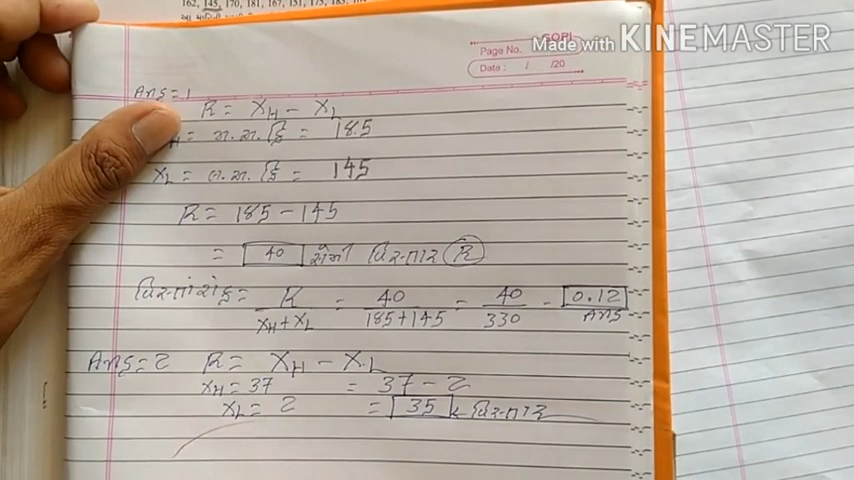 162, 145, 170, 181, 167, 151, 175, 185,
GOPI
Page No.
Date : / /20
Made with KINEMASTER
Ans = 1
R = XH - XL
H = મ.મ. કિં = 185
XL = લ.મ. કિં = 145
R = 185 - 145
= 40 સેમી વિસ્તાર R
વિસ્તારાંક = R / XH + XL = 40 / 185 + 145 = 40 / 330 = 0.12 Ans
Ans = 2 R = XH - XL
XH = 37 = 37 - 2
XL = 2 = 35 વિસ્તાર